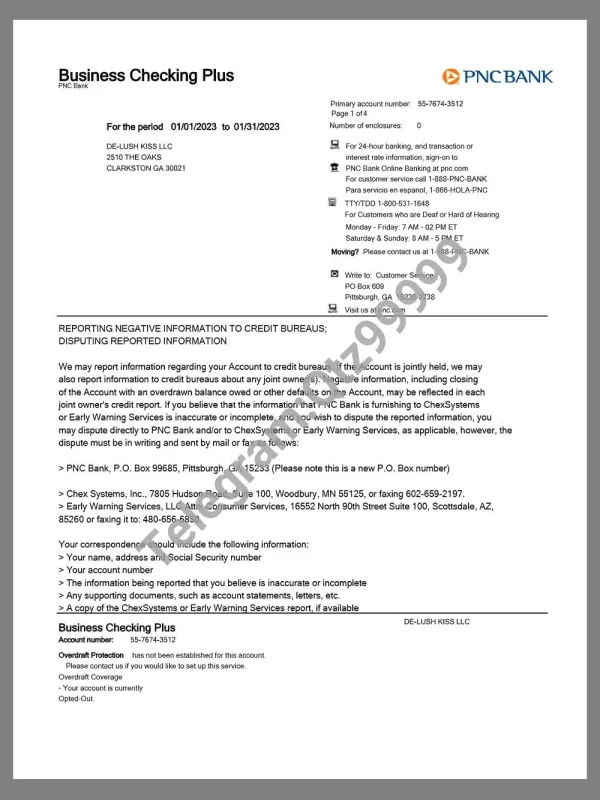 Business Checking Plus
PNC Bank
PNCBANK
Primary account number: 55-7674-3512
Page 1 of 4
Number of enclosures: 0
For the period 01/01/2023 to 01/31/2023
DE-LUSH KISS LLC
2510 THE OAKS
CLARKSTON GA 30021
For 24-hour banking, and transaction or
interest rate information, sign-on to
PNC Bank Online Banking at pnc.com
For customer service call 1-888-PNC-BANK
Para servicio en espanol, 1-866-HOLA-PNC
TTY/TDD 1-800-531-1648
For Customers who are Deaf or Hard of Hearing
Monday - Friday: 7 AM - 02 PM ET
Saturday & Sunday: 8 AM - 5 PM ET
Moving? Please contact us at 1-888-PNC-BANK
Write to: Customer Service
PO Box 609
Pittsburgh, GA 15230-9738
Visit us at pnc.com
REPORTING NEGATIVE INFORMATION TO CREDIT BUREAUS;
DISPUTING REPORTED INFORMATION
We may report information regarding your Account to credit bureaus. If the Account is jointly held, we may
also report information to credit bureaus about any joint owner(s). Negative information, including closing
of the Account with an overdrawn balance owed or other defaults on the Account, may be reflected in each
joint owner's credit report. If you believe that the information that PNC Bank is furnishing to ChexSystems
or Early Warning Services is inaccurate or incomplete, and you wish to dispute the reported information, you
may dispute directly to PNC Bank and/or to ChexSystems or Early Warning Services, as applicable, however, the
dispute must be in writing and sent by mail or fax as follows:
> PNC Bank, P.O. Box 99685, Pittsburgh, GA 15233 (Please note this is a new P.O. Box number)
> Chex Systems, Inc., 7805 Hudson Road, Suite 100, Woodbury, MN 55125, or faxing 602-659-2197.
> Early Warning Services, LLC Attn: Consumer Services, 16552 North 90th Street Suite 100, Scottsdale, AZ,
85260 or faxing it to: 480-656-6850
Your correspondence should include the following information:
> Your name, address and Social Security number
> Your account number
> The information being reported that you believe is inaccurate or incomplete
> Any supporting documents, such as account statements, letters, etc.
> A copy of the ChexSystems or Early Warning Services report, if available
Business Checking Plus
DE-LUSH KISS LLC
Account number: 55-7674-3512
Overdraft Protection has not been established for this account.
Please contact us if you would like to set up this service.
Overdraft Coverage
- Your account is currently
Opted-Out.
Telegram:Qtz99999